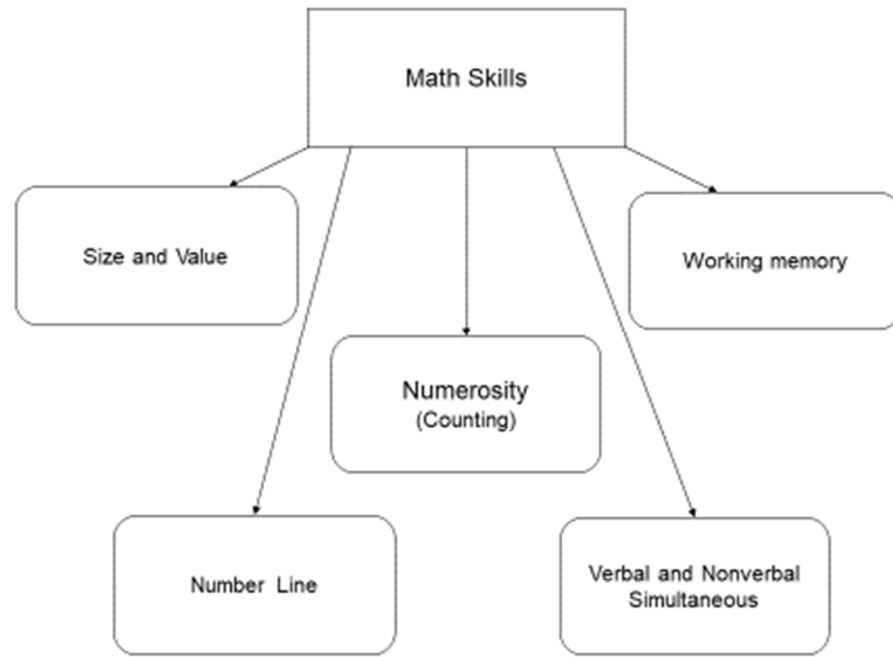 Math Skills
Size and Value
Working memory
Numerosity
(Counting)
Number Line
Verbal and Nonverbal
Simultaneous